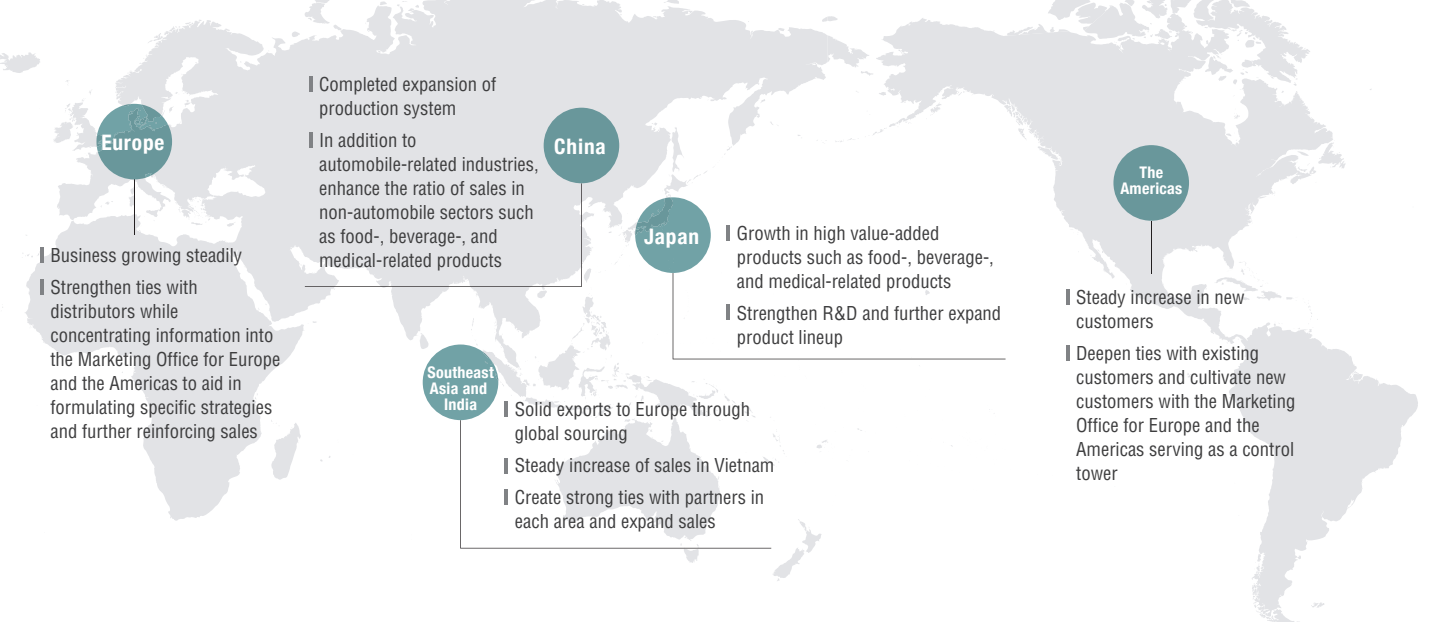 Europe
Business growing steadily
Strengthen ties with
distributors while
concentrating information into
the Marketing Office for Europe
and the Americas to aid in
formulating specific strategies
and further reinforcing sales
China
Completed expansion of
production system
In addition to
automobile-related industries,
enhance the ratio of sales in
non-automobile sectors such
as food-, beverage-, and
medical-related products
Japan
Growth in high value-added
products such as food-, beverage-,
and medical-related products
Strengthen R&D and further expand
product lineup
Southeast
Asia and
India
Solid exports to Europe through
global sourcing
Steady increase of sales in Vietnam
Create strong ties with partners in
each area and expand sales
The
Americas
Steady increase in new
customers
Deepen ties with existing
customers and cultivate new
customers with the Marketing
Office for Europe and the
Americas serving as a control
tower